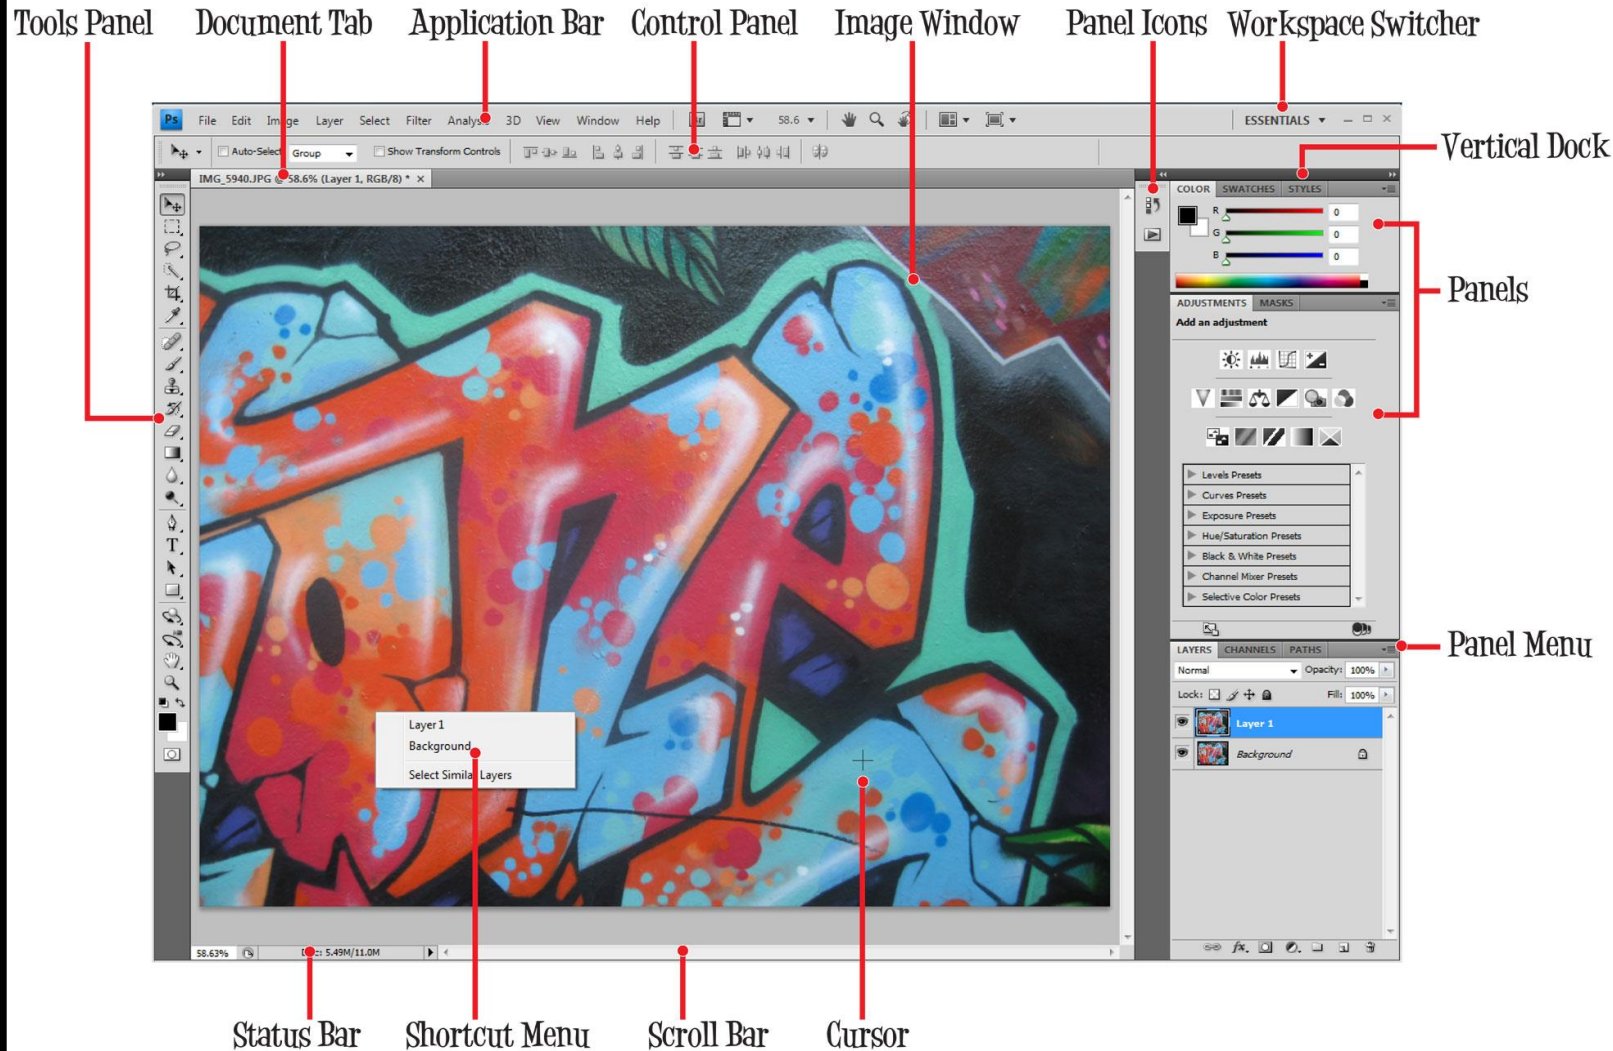 Tools Panel
Document Tab
Application Bar
Control Panel
Image Window
Panel Icons
Workspace Switcher
Ps File Edit Image Layer Select Filter Analysis 3D View Window Help Br 58.6 ESSENTIALS
Auto-Select Group Show Transform Controls
Vertical Dock
IMG_5940.JPG @ 58.6% (Layer 1, RGB/8) * ×
COLOR SWATCHES STYLES
R 0
G 0
B 0
Panels
ADJUSTMENTS MASKS
Add an adjustment
Levels Presets
Curves Presets
Exposure Presets
Hue/Saturation Presets
Black & White Presets
Channel Mixer Presets
Selective Color Presets
T
Panel Menu
LAYERS CHANNELS PATHS
Normal Opacity: 100%
Lock: Fill: 100%
Layer 1
Background
Layer 1
Background
Select Similar Layers
fx.
58.63% Doc: 5.49M/11.0M
Status Bar
Shortcut Menu
Scroll Bar
Cursor